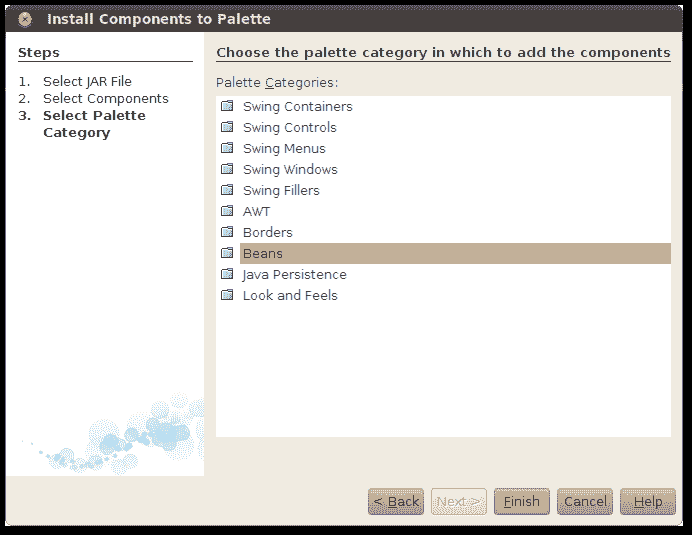 Install Components to Palette
Steps
1. Select JAR File
2. Select Components
3. Select Palette
Category
Choose the palette category in which to add the components
Palette Categories:
Swing Containers
Swing Controls
Swing Menus
Swing Windows
Swing Fillers
AWT
Borders
Beans
Java Persistence
Look and Feels
< Back Next > Finish Cancel Help